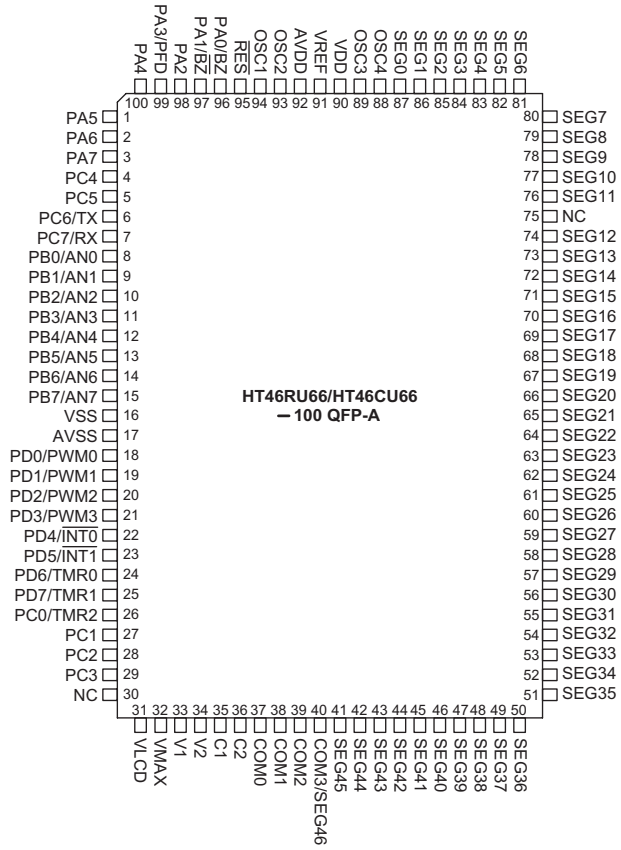 PA4
PA3/PFD
PA2
PA1/BZ
PA0/BZ
RES
OSC1
OSC2
AVDD
VREF
VDD
OSC3
OSC4
SEG0
SEG1
SEG2
SEG3
SEG4
SEG5
SEG6
100 99 98 97 96 95 94 93 92 91 90 89 88 87 86 85 84 83 82 81
PA5 1
PA6 2
PA7 3
PC4 4
PC5 5
PC6/TX 6
PC7/RX 7
PB0/AN0 8
PB1/AN1 9
PB2/AN2 10
PB3/AN3 11
PB4/AN4 12
PB5/AN5 13
PB6/AN6 14
PB7/AN7 15
VSS 16
AVSS 17
PD0/PWM0 18
PD1/PWM1 19
PD2/PWM2 20
PD3/PWM3 21
PD4/INT0 22
PD5/INT1 23
PD6/TMR0 24
PD7/TMR1 25
PC0/TMR2 26
PC1 27
PC2 28
PC3 29
NC 30
HT46RU66/HT46CU66
– 100 QFP-A
80 SEG7
79 SEG8
78 SEG9
77 SEG10
76 SEG11
75 NC
74 SEG12
73 SEG13
72 SEG14
71 SEG15
70 SEG16
69 SEG17
68 SEG18
67 SEG19
66 SEG20
65 SEG21
64 SEG22
63 SEG23
62 SEG24
61 SEG25
60 SEG26
59 SEG27
58 SEG28
57 SEG29
56 SEG30
55 SEG31
54 SEG32
53 SEG33
52 SEG34
51 SEG35
31 32 33 34 35 36 37 38 39 40 41 42 43 44 45 46 47 48 49 50
VLCD
VMAX
V1
V2
C1
C2
COM0
COM1
COM2
COM3/SEG46
SEG45
SEG44
SEG43
SEG42
SEG41
SEG40
SEG39
SEG38
SEG37
SEG36